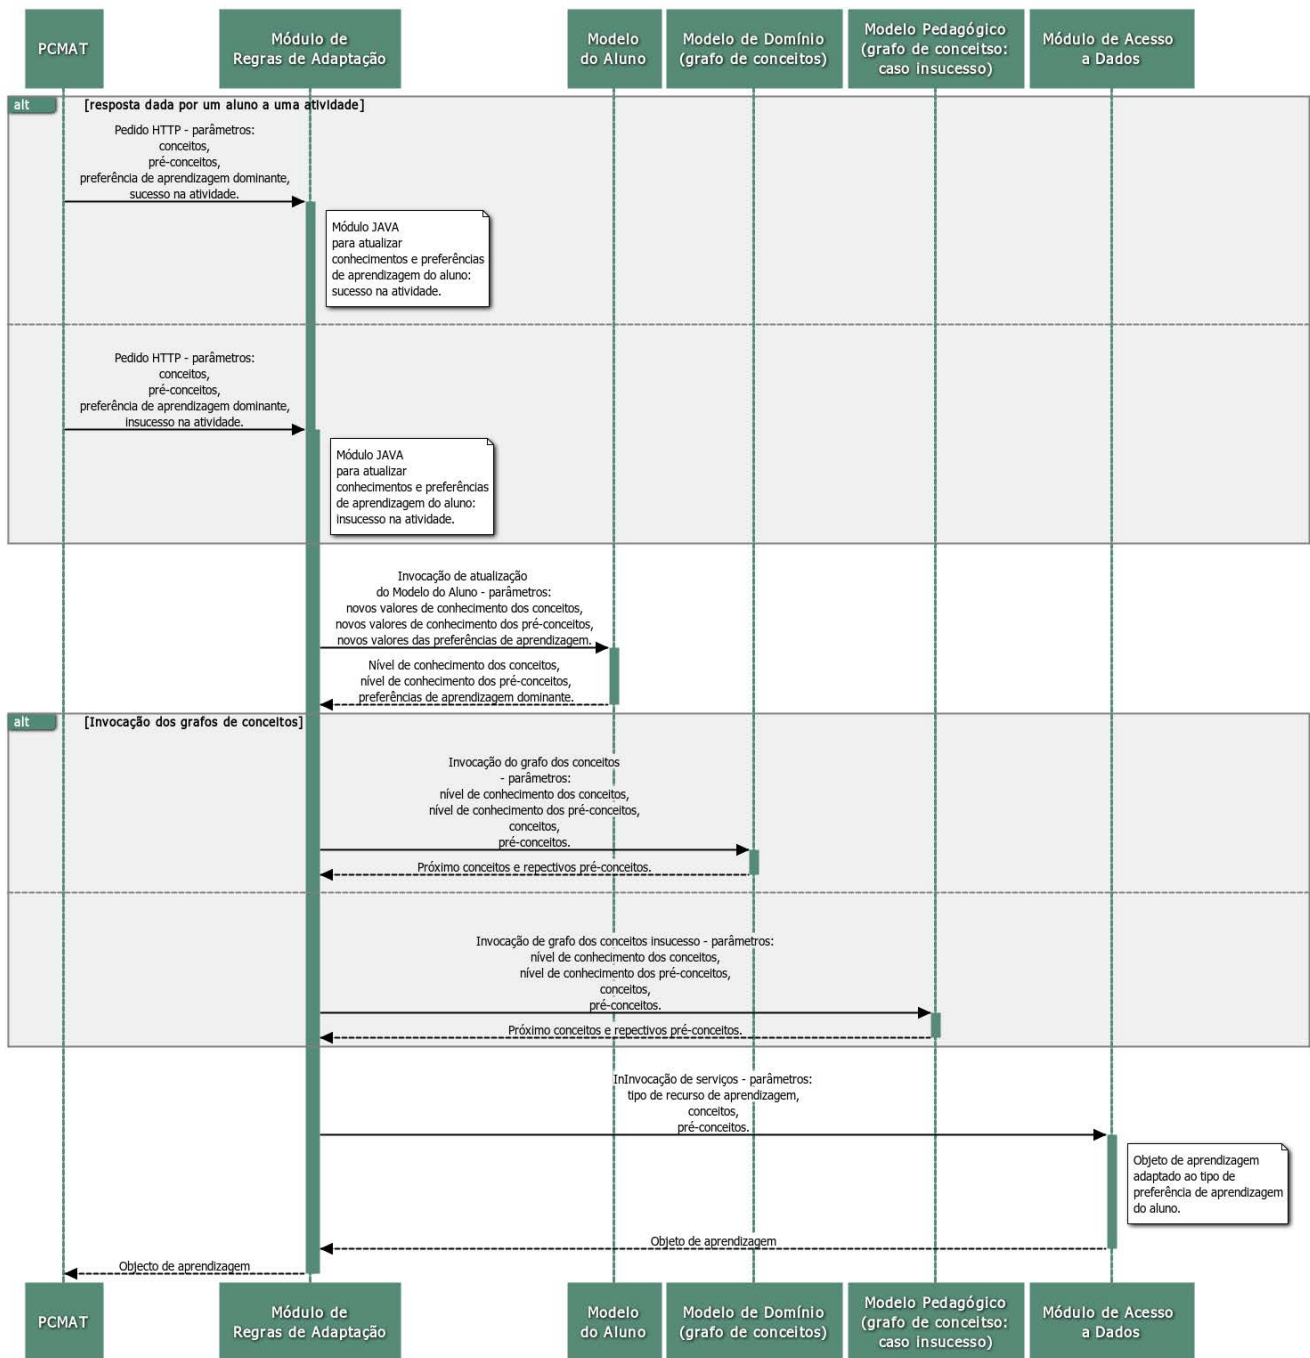 PCMAT
Módulo de
Regras de Adaptação
Modelo
do Aluno
Modelo de Domínio
(grafo de conceitos)
Modelo Pedagógico
(grafo de conceitso:
caso insucesso)
Módulo de Acesso
a Dados
alt
[resposta dada por um aluno a uma atividade]
Pedido HTTP - parâmetros:
conceitos,
pré-conceitos,
preferência de aprendizagem dominante,
sucesso na atividade.
Módulo JAVA
para atualizar
conhecimentos e preferências
de aprendizagem do aluno:
sucesso na atividade.
Pedido HTTP - parâmetros:
conceitos,
pré-conceitos,
preferência de aprendizagem dominante,
insucesso na atividade.
Módulo JAVA
para atualizar
conhecimentos e preferências
de aprendizagem do aluno:
insucesso na atividade.
Invocação de atualização
do Modelo do Aluno - parâmetros:
novos valores de conhecimento dos conceitos,
novos valores de conhecimento dos pré-conceitos,
novos valores das preferências de aprendizagem.
Nível de conhecimento dos conceitos,
nível de conhecimento dos pré-conceitos,
preferências de aprendizagem dominante.
alt
[Invocação dos grafos de conceitos]
Invocação do grafo dos conceitos
- parâmetros:
nível de conhecimento dos conceitos,
nível de conhecimento dos pré-conceitos,
conceitos,
pré-conceitos.
Próximo conceitos e repectivos pré-conceitos.
Invocação de grafo dos conceitos insucesso - parâmetros:
nível de conhecimento dos conceitos,
nível de conhecimento dos pré-conceitos,
conceitos,
pré-conceitos.
Próximo conceitos e repectivos pré-conceitos.
InInvocação de serviços - parâmetros:
tipo de recurso de aprendizagem,
conceitos,
pré-conceitos.
Objeto de aprendizagem
adaptado ao tipo de
preferência de aprendizagem
do aluno.
Objeto de aprendizagem
Objecto de aprendizagem
PCMAT
Módulo de
Regras de Adaptação
Modelo
do Aluno
Modelo de Domínio
(grafo de conceitos)
Modelo Pedagógico
(grafo de conceitso:
caso insucesso)
Módulo de Acesso
a Dados